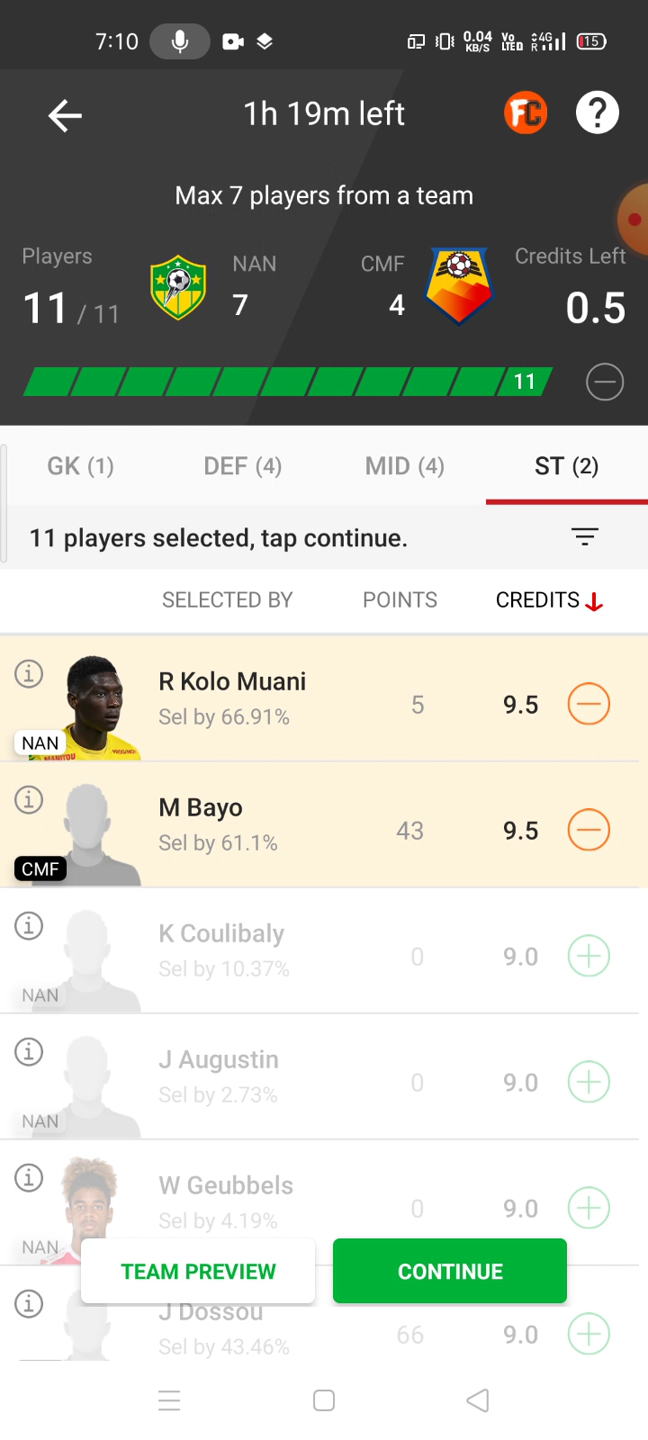 7:10
0.04 KB/S
Vo LTED
4G R
15
1h 19m left
FC
?
Max 7 players from a team
Players
NAN
CMF
Credits Left
11 / 11
7
4
0.5
11
GK (1)
DEF (4)
MID (4)
ST (2)
11 players selected, tap continue.
SELECTED BY
POINTS
CREDITS
R Kolo Muani
Sel by 66.91%
5
9.5
NAN
M Bayo
Sel by 61.1%
43
9.5
CMF
K Coulibaly
Sel by 10.37%
0
9.0
NAN
J Augustin
Sel by 2.73%
0
9.0
NAN
W Geubbels
Sel by 4.19%
0
9.0
NAN
TEAM PREVIEW
CONTINUE
J Dossou
Sel by 43.46%
66
9.0